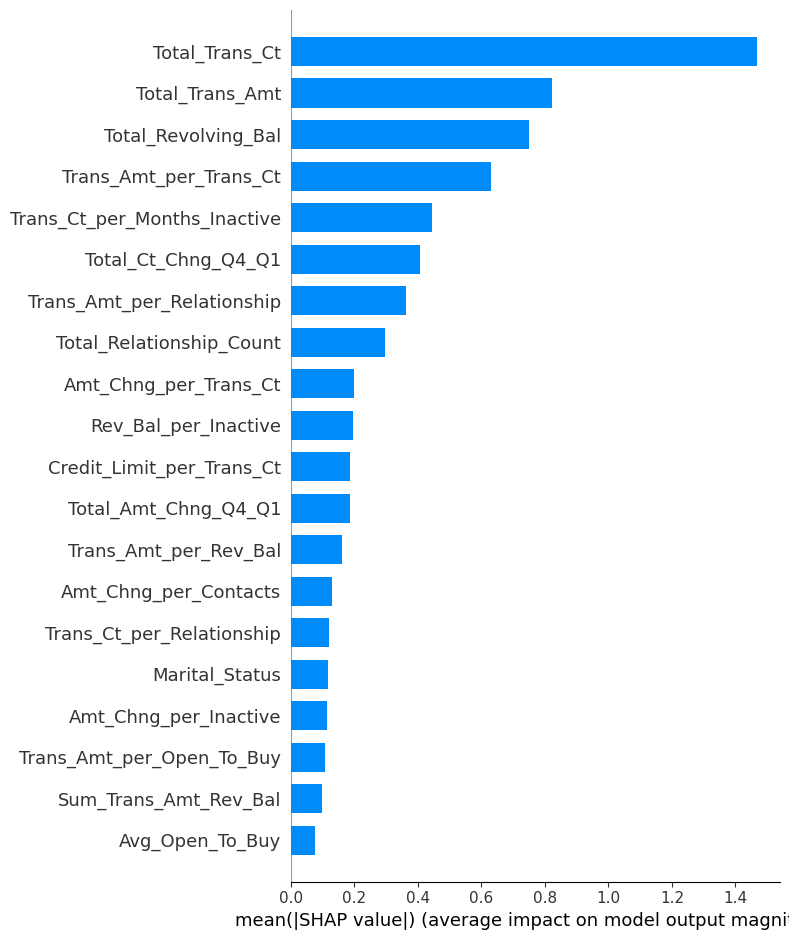 Total_Trans_Ct
Total_Trans_Amt
Total_Revolving_Bal
Trans_Amt_per_Trans_Ct
Trans_Ct_per_Months_Inactive
Total_Ct_Chng_Q4_Q1
Trans_Amt_per_Relationship
Total_Relationship_Count
Amt_Chng_per_Trans_Ct
Rev_Bal_per_Inactive
Credit_Limit_per_Trans_Ct
Total_Amt_Chng_Q4_Q1
Trans_Amt_per_Rev_Bal
Amt_Chng_per_Contacts
Trans_Ct_per_Relationship
Marital_Status
Amt_Chng_per_Inactive
Trans_Amt_per_Open_To_Buy
Sum_Trans_Amt_Rev_Bal
Avg_Open_To_Buy
0.0 0.2 0.4 0.6 0.8 1.0 1.2 1.4
mean(|SHAP value|) (average impact on model output magni